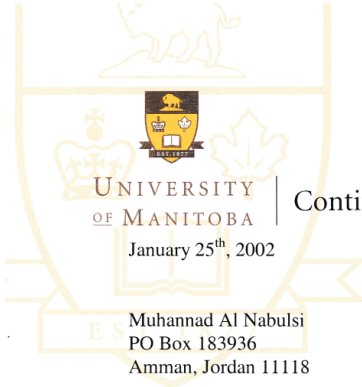 EST. 1877
UNIVERSITY
OF MANITOBA
Conti
January 25th, 2002
Muhannad Al Nabulsi
PO Box 183936
Amman, Jordan 11118